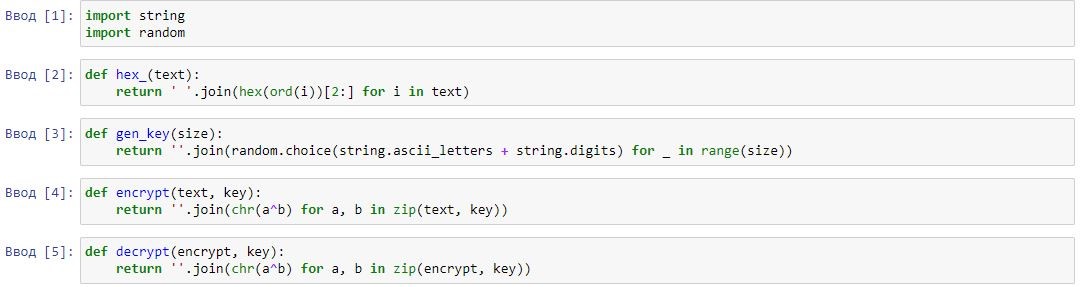 Ввод [1]: import string
import random
Ввод [2]: def hex_(text):
    return ' '.join(hex(ord(i))[2:] for i in text)
Ввод [3]: def gen_key(size):
    return ''.join(random.choice(string.ascii_letters + string.digits) for _ in range(size))
Ввод [4]: def encrypt(text, key):
    return ''.join(chr(a^b) for a, b in zip(text, key))
Ввод [5]: def decrypt(encrypt, key):
    return ''.join(chr(a^b) for a, b in zip(encrypt, key))